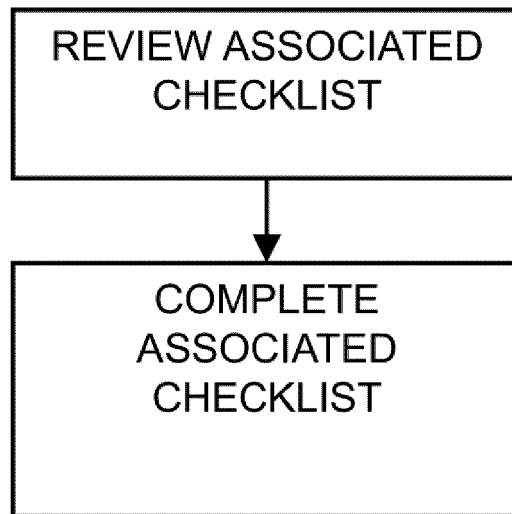 REVIEW ASSOCIATED
CHECKLIST
COMPLETE
ASSOCIATED
CHECKLIST